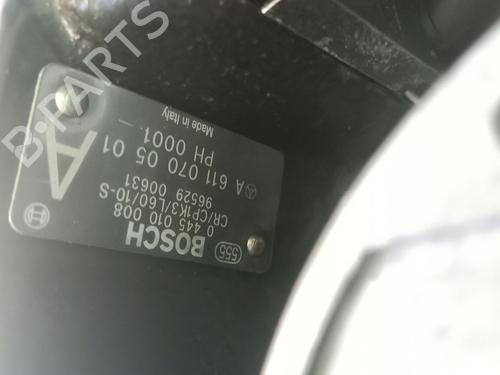 555
BOSCH
0 445 010 008
CR/CP1K3/L60/10-S
96529 00631
A 611 070 05 01
PH 0001 -
Made in Italy
A
B-PARTS